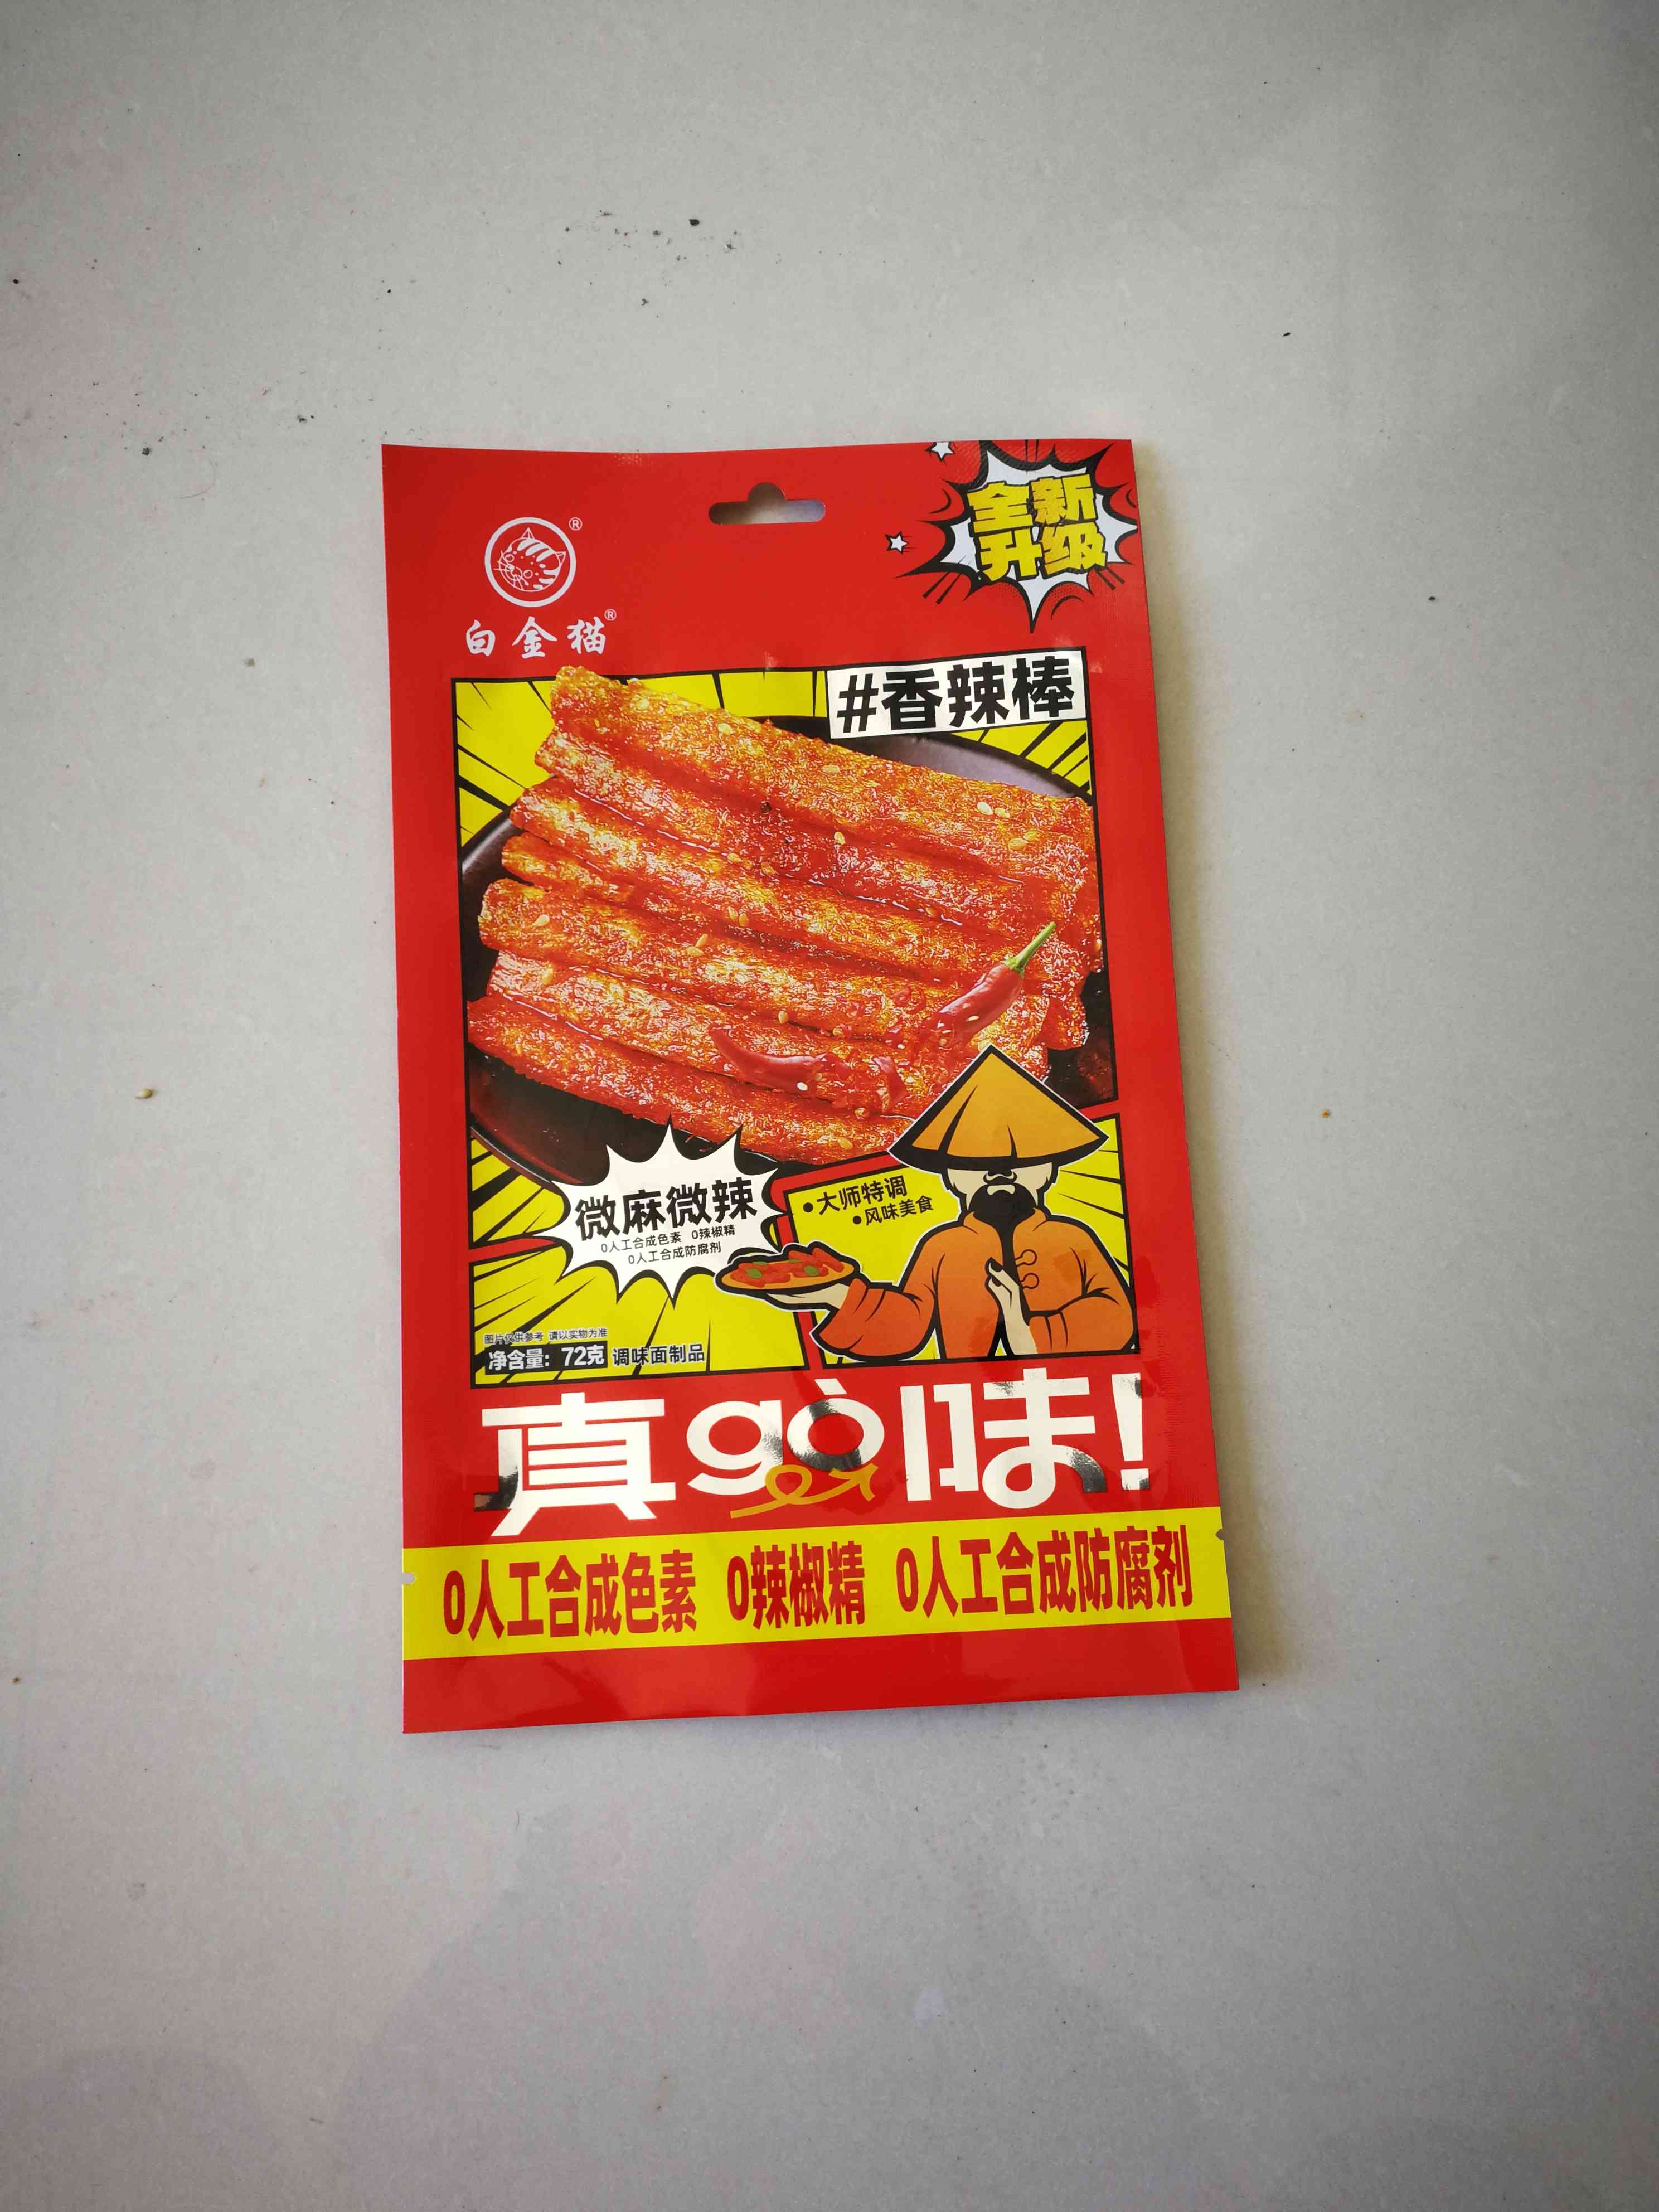 全新
升级
®
白金猫®
#香辣棒
微麻微辣
0人工合成色素 0辣椒精
0人工合成防腐剂
•大师特调
•风味美食
图片仅供参考 请以实物为准
净含量：72克 调味面制品
真gò味！
0人工合成色素 0辣椒精 0人工合成防腐剂